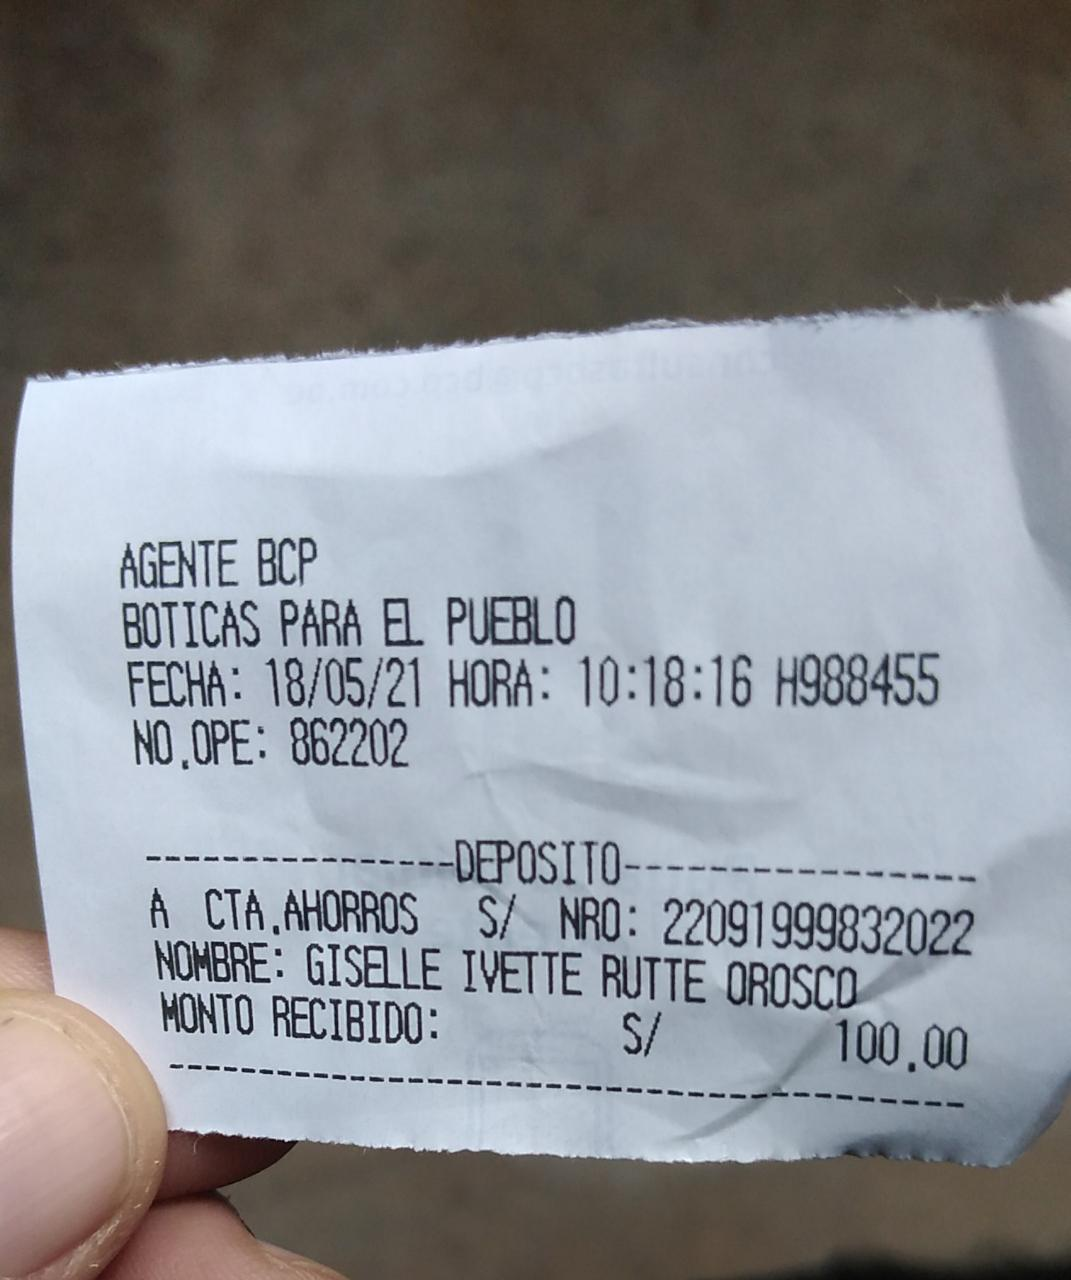 AGENTE BCP
BOTICAS PARA EL PUEBLO
FECHA: 18/05/21 HORA: 10:18:16 H988455
NO.OPE: 862202
----------------DEPOSITO------------------
A CTA.AHORROS S/ NRO: 22091999832022
NOMBRE: GISELLE IVETTE RUTTE OROSCO
MONTO RECIBIDO: S/ 100.00
------------------------------------------